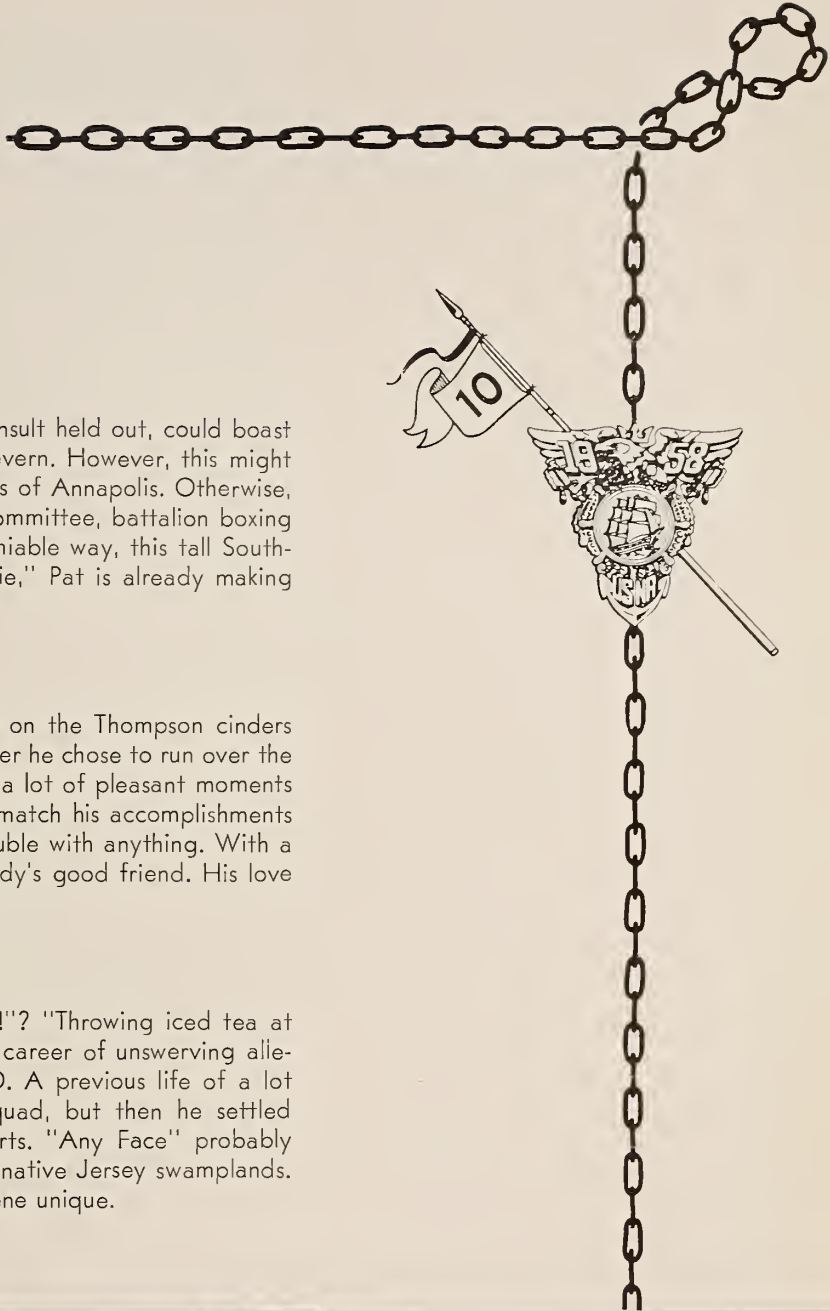 10
19 58
USNA
nsult held out, could boast
evern. However, this might
s of Annapolis. Otherwise,
ommittee, battalion boxing
niable way, this tall South-
ie," Pat is already making
on the Thompson cinders
er he chose to run over the
a lot of pleasant moments
match his accomplishments
uble with anything. With a
dy's good friend. His love
!"? "Throwing iced tea at
career of unswerving alle-
D. A previous life of a lot
quad, but then he settled
rts. "Any Face" probably
native Jersey swamplands.
ene unique.